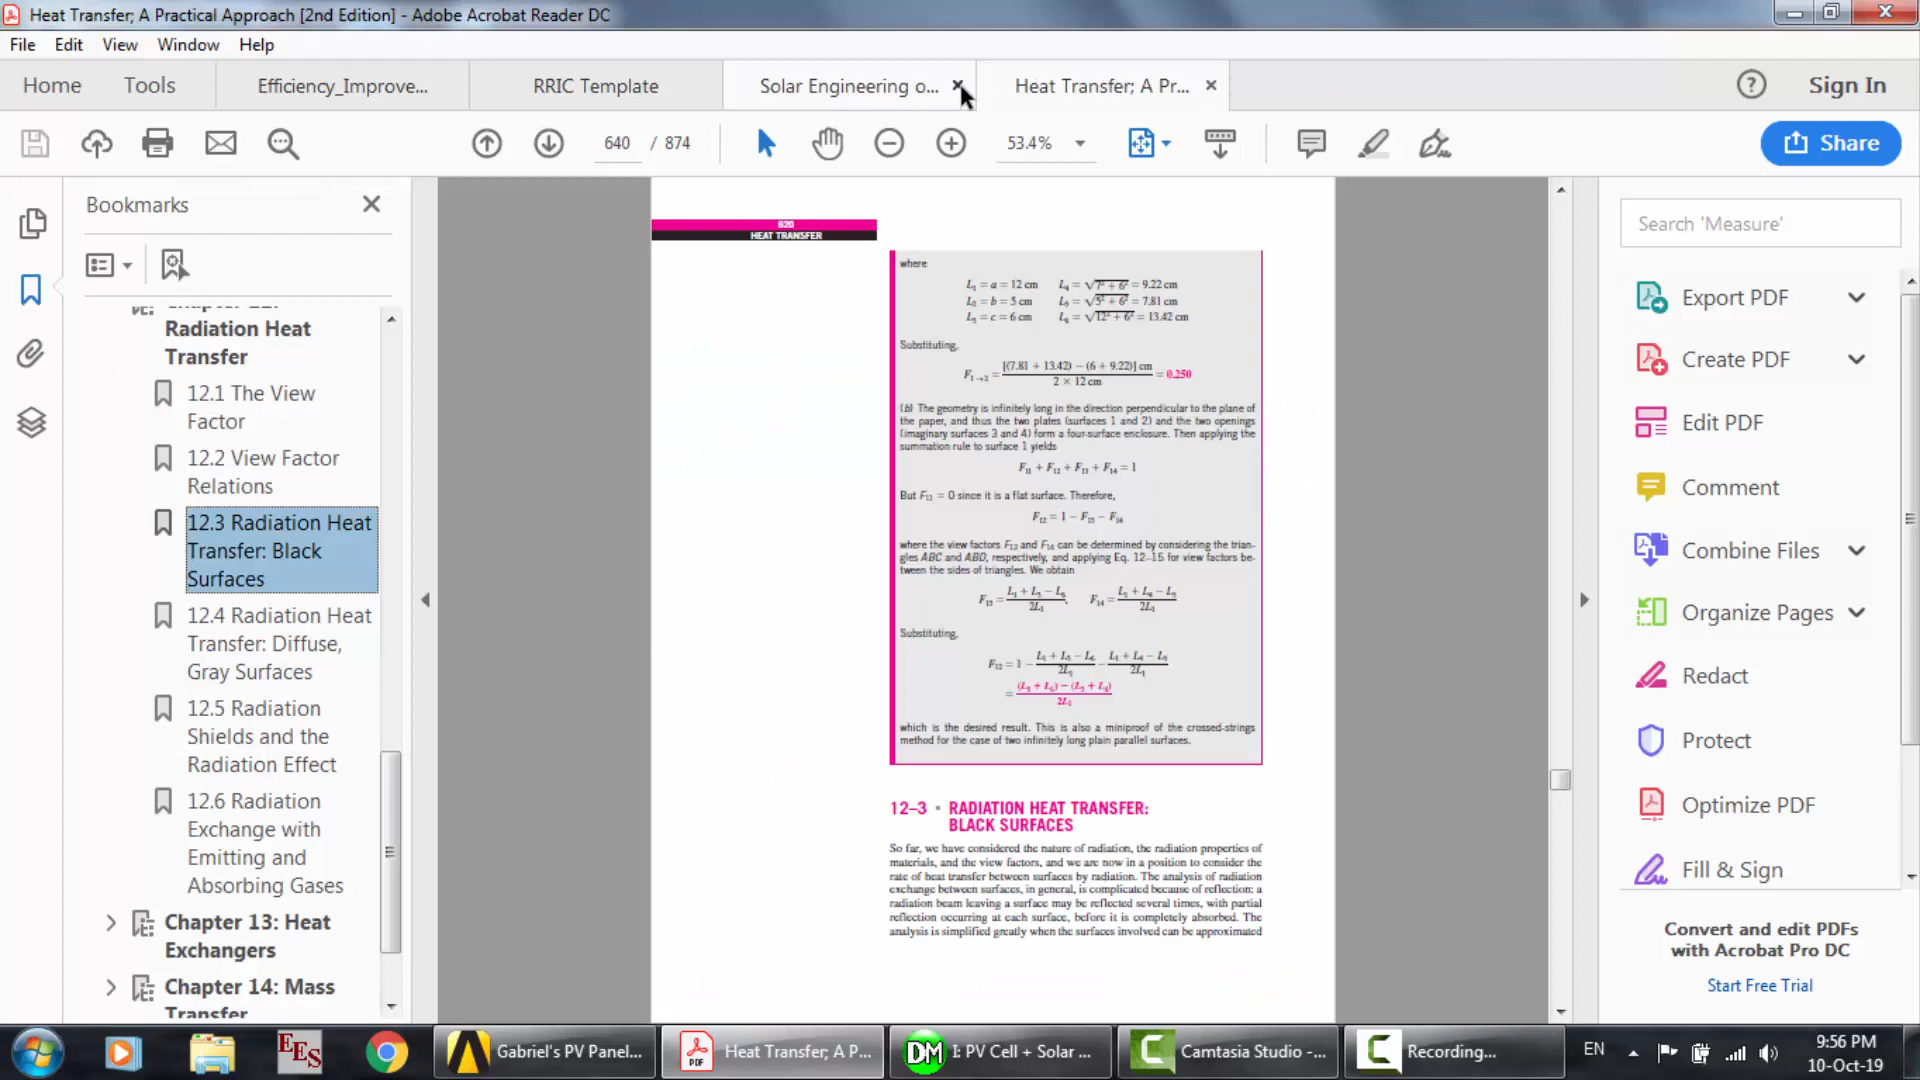 Heat Transfer; A Practical Approach [2nd Edition] - Adobe Acrobat Reader DC
File Edit View Window Help
Home Tools Efficiency_Improve... RRIC Template Solar Engineering o... Heat Transfer; A Pr... Sign In
640 / 874 53.4% Share
Bookmarks
Radiation Heat
Transfer
12.1 The View
Factor
12.2 View Factor
Relations
12.3 Radiation Heat
Transfer: Black
Surfaces
12.4 Radiation Heat
Transfer: Diffuse,
Gray Surfaces
12.5 Radiation
Shields and the
Radiation Effect
12.6 Radiation
Exchange with
Emitting and
Absorbing Gases
Chapter 13: Heat
Exchangers
Chapter 14: Mass
Transfer
620
HEAT TRANSFER
where
L₁ = a = 12 cm L₄ = √7² + 6² = 9.22 cm
L₂ = b = 5 cm L₅ = √5² + 6² = 7.81 cm
L₃ = c = 6 cm L₆ = √12² + 6² = 13.42 cm
Substituting,
F₁→₂ = [(7.81 + 13.42) − (6 + 9.22)] cm / 2 × 12 cm = 0.250
(b) The geometry is infinitely long in the direction perpendicular to the plane of
the paper, and thus the two plates (surfaces 1 and 2) and the two openings
(imaginary surfaces 3 and 4) form a four-surface enclosure. Then applying the
summation rule to surface 1 yields
F₁₁ + F₁₂ + F₁₃ + F₁₄ = 1
But F₁₁ = 0 since it is a flat surface. Therefore,
F₁₂ = 1 − F₁₃ − F₁₄
where the view factors F₁₃ and F₁₄ can be determined by considering the trian-
gles ABC and ABD, respectively, and applying Eq. 12–15 for view factors be-
tween the sides of triangles. We obtain
F₁₃ = L₁ + L₃ − L₆ / 2L₁, F₁₄ = L₁ + L₄ − L₅ / 2L₁
Substituting,
F₁₂ = 1 − L₁ + L₃ − L₆ / 2L₁ − L₁ + L₄ − L₅ / 2L₁
= (L₅ + L₆) − (L₃ + L₄) / 2L₁
which is the desired result. This is also a miniproof of the crossed-strings
method for the case of two infinitely long plain parallel surfaces.
12–3 • RADIATION HEAT TRANSFER:
BLACK SURFACES
So far, we have considered the nature of radiation, the radiation properties of
materials, and the view factors, and we are now in a position to consider the
rate of heat transfer between surfaces by radiation. The analysis of radiation
exchange between surfaces, in general, is complicated because of reflection: a
radiation beam leaving a surface may be reflected several times, with partial
reflection occurring at each surface, before it is completely absorbed. The
analysis is simplified greatly when the surfaces involved can be approximated
Search 'Measure'
Export PDF
Create PDF
Edit PDF
Comment
Combine Files
Organize Pages
Redact
Protect
Optimize PDF
Fill & Sign
Convert and edit PDFs
with Acrobat Pro DC
Start Free Trial
EES Gabriel's PV Panel... PDF Heat Transfer; A P... DM I: PV Cell + Solar ... Camtasia Studio -... Recording... EN 9:56 PM
10-Oct-19